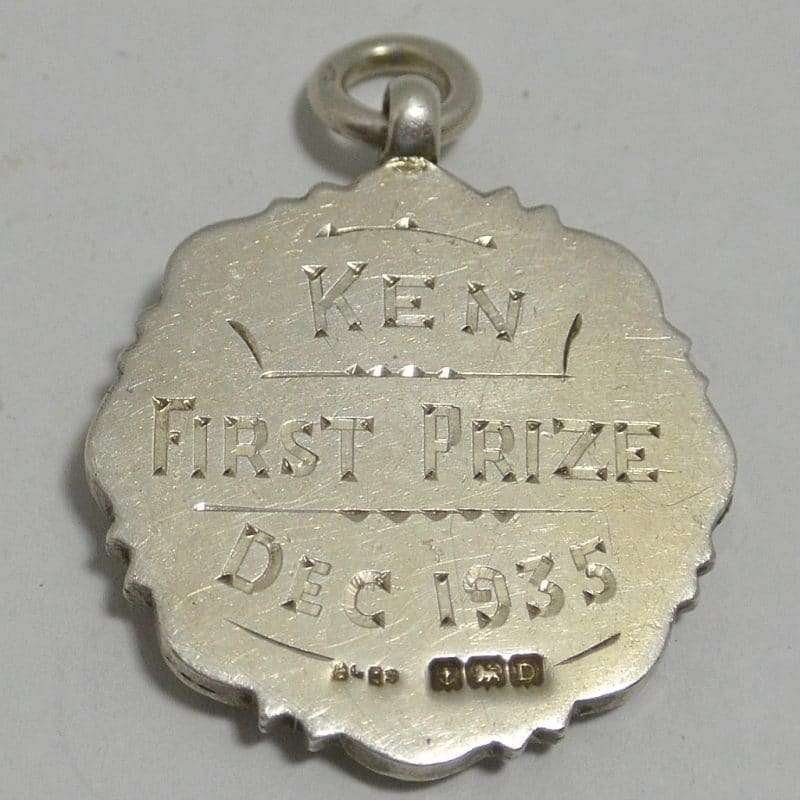 KEN
FIRST PRIZE
DEC 1935
D